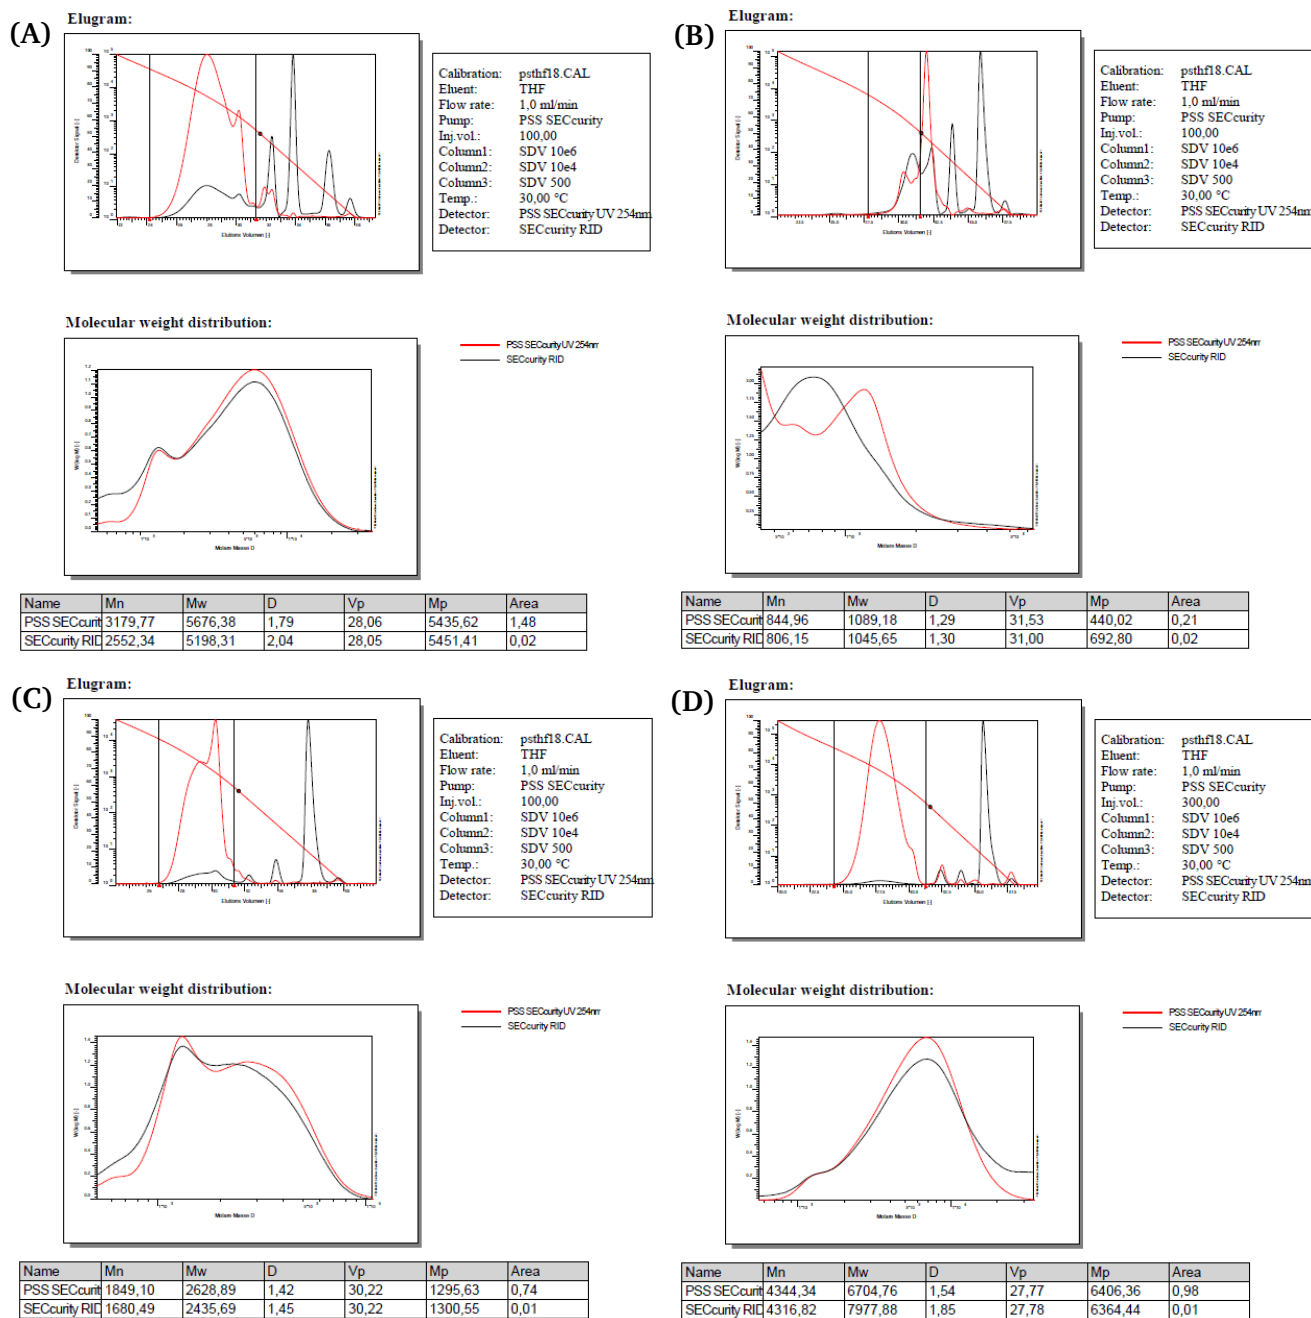 (A)
Elugram:
Elutions Volumen [-]
Calibration: psthf18.CAL
Eluent: THF
Flow rate: 1,0 ml/min
Pump: PSS SECcurity
Inj.vol.: 100,00
Column1: SDV 10e6
Column2: SDV 10e4
Column3: SDV 500
Temp.: 30,00 °C
Detector: PSS SECcurity UV 254nm
Detector: SECcurity RID
Molecular weight distribution:
PSS SECcurity UV 254nm
SECcurity RID
Molare Masse D
Name Mn Mw D Vp Mp Area
PSS SECcurit 3179,77 5676,38 1,79 28,06 5435,62 1,48
SECcurity RID 2552,34 5198,31 2,04 28,05 5451,41 0,02
(B)
Elugram:
Elutions Volumen [-]
Calibration: psthf18.CAL
Eluent: THF
Flow rate: 1,0 ml/min
Pump: PSS SECcurity
Inj.vol.: 100,00
Column1: SDV 10e6
Column2: SDV 10e4
Column3: SDV 500
Temp.: 30,00 °C
Detector: PSS SECcurity UV 254nm
Detector: SECcurity RID
Molecular weight distribution:
PSS SECcurity UV 254nm
SECcurity RID
Molare Masse D
Name Mn Mw D Vp Mp Area
PSS SECcurit 844,96 1089,18 1,29 31,53 440,02 0,21
SECcurity RID 806,15 1045,65 1,30 31,00 692,80 0,02
(C)
Elugram:
Elutions Volumen [-]
Calibration: psthf18.CAL
Eluent: THF
Flow rate: 1,0 ml/min
Pump: PSS SECcurity
Inj.vol.: 100,00
Column1: SDV 10e6
Column2: SDV 10e4
Column3: SDV 500
Temp.: 30,00 °C
Detector: PSS SECcurity UV 254nm
Detector: SECcurity RID
Molecular weight distribution:
PSS SECcurity UV 254nm
SECcurity RID
Molare Masse D
Name Mn Mw D Vp Mp Area
PSS SECcurit 1849,10 2628,89 1,42 30,22 1295,63 0,74
SECcurity RID 1680,49 2435,69 1,45 30,22 1300,55 0,01
(D)
Elugram:
Elutions Volumen [-]
Calibration: psthf18.CAL
Eluent: THF
Flow rate: 1,0 ml/min
Pump: PSS SECcurity
Inj.vol.: 300,00
Column1: SDV 10e6
Column2: SDV 10e4
Column3: SDV 500
Temp.: 30,00 °C
Detector: PSS SECcurity UV 254nm
Detector: SECcurity RID
Molecular weight distribution:
PSS SECcurity UV 254nm
SECcurity RID
Molare Masse D
Name Mn Mw D Vp Mp Area
PSS SECcurit 4344,34 6704,76 1,54 27,77 6406,36 0,98
SECcurity RID 4316,82 7977,88 1,85 27,78 6364,44 0,01